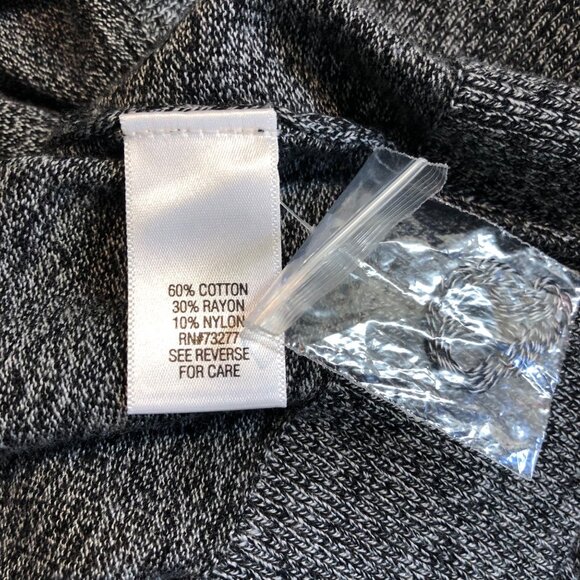 60% COTTON
30% RAYON
10% NYLON
RN#73277
SEE REVERSE
FOR CARE